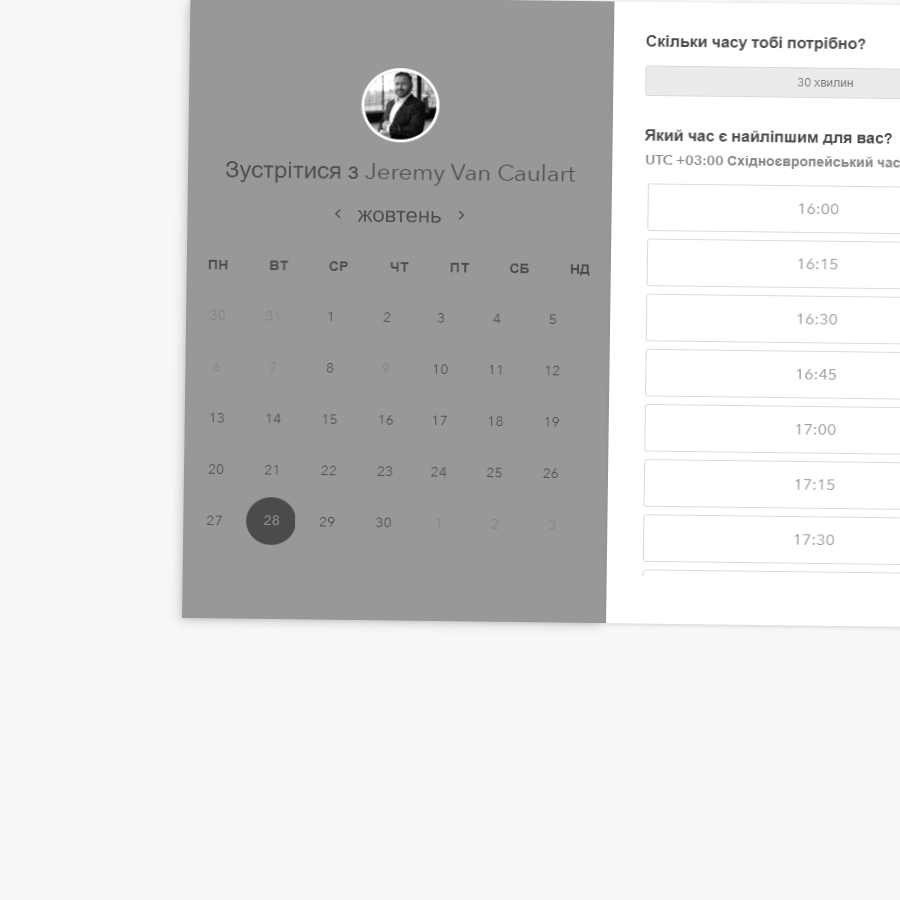 Зустрітися з Jeremy Van Caulart
‹ жовтень ›
ПН ВТ СР ЧТ ПТ СБ НД
30 31 1 2 3 4 5
6 7 8 9 10 11 12
13 14 15 16 17 18 19
20 21 22 23 24 25 26
27 28 29 30 1 2 3
Скільки часу тобі потрібно?
30 хвилин
Який час є найліпшим для вас?
UTC +03:00 Східноєвропейський час
16:00
16:15
16:30
16:45
17:00
17:15
17:30